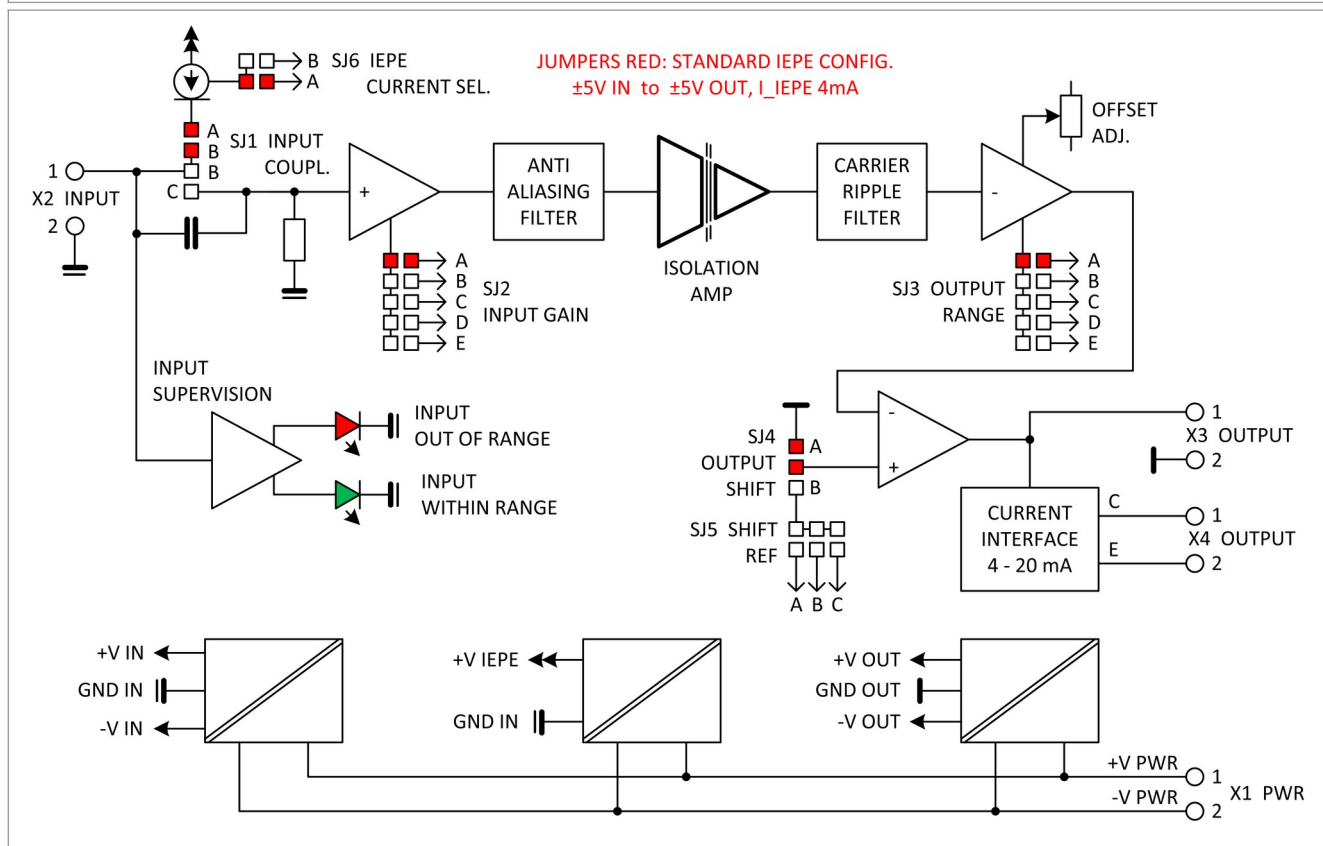 B SJ6 IEPE
A CURRENT SEL.
JUMPERS RED: STANDARD IEPE CONFIG.
±5V IN to ±5V OUT, I_IEPE 4mA
OFFSET
ADJ.
A
B
B
C
SJ1 INPUT
COUPL.
1
X2 INPUT
2
+
ANTI
ALIASING
FILTER
ISOLATION
AMP
CARRIER
RIPPLE
FILTER
-
A
B
C
D
E
SJ2
INPUT GAIN
SJ3 OUTPUT
RANGE
A
B
C
D
E
INPUT
SUPERVISION
INPUT
OUT OF RANGE
INPUT
WITHIN RANGE
SJ4
OUTPUT
SHIFT
A
B
SJ5 SHIFT
REF
A B C
-
+
1
X3 OUTPUT
2
CURRENT
INTERFACE
4 - 20 mA
C
E
1
X4 OUTPUT
2
+V IN
GND IN
-V IN
+V IEPE
GND IN
+V OUT
GND OUT
-V OUT
+V PWR
-V PWR
1
X1 PWR
2